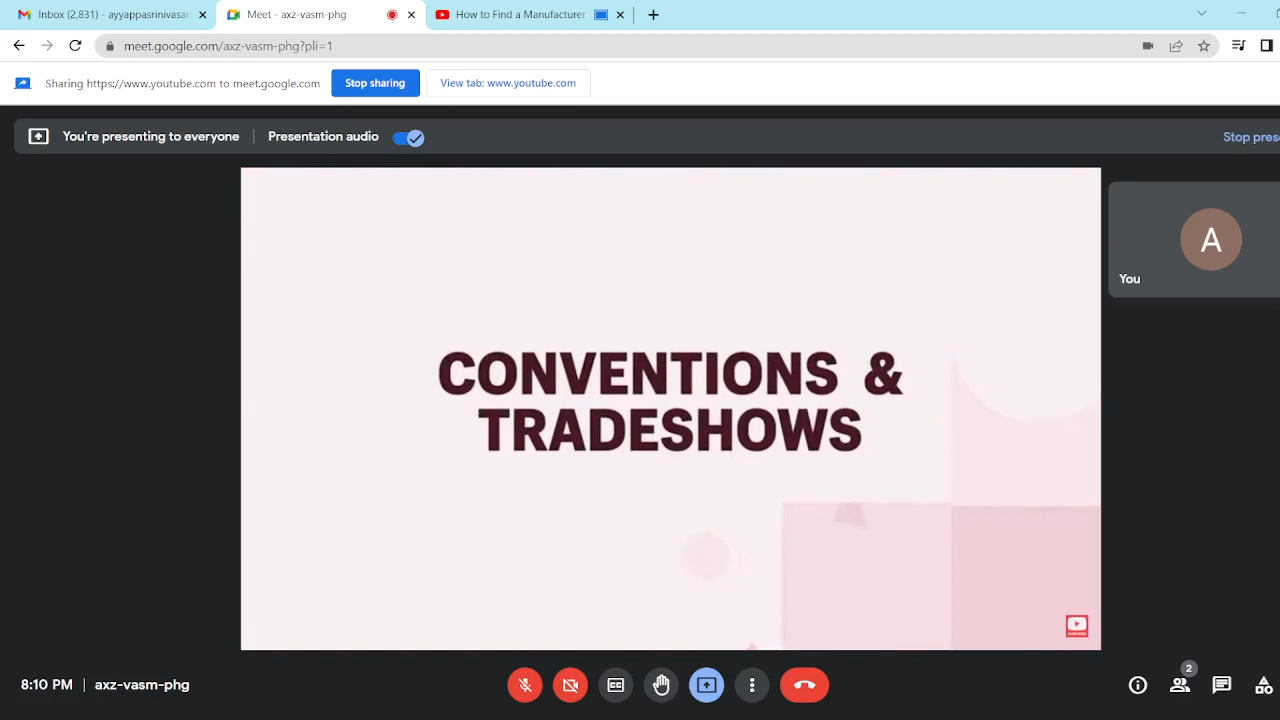 Inbox (2,831) - ayyappasrinivasar
Meet - axz-vasm-phg
How to Find a Manufacturer
meet.google.com/axz-vasm-phg?pli=1
Sharing https://www.youtube.com to meet.google.com
Stop sharing
View tab: www.youtube.com
You're presenting to everyone
Presentation audio
Stop pres
A
You
CONVENTIONS &
TRADESHOWS
8:10 PM
axz-vasm-phg
2